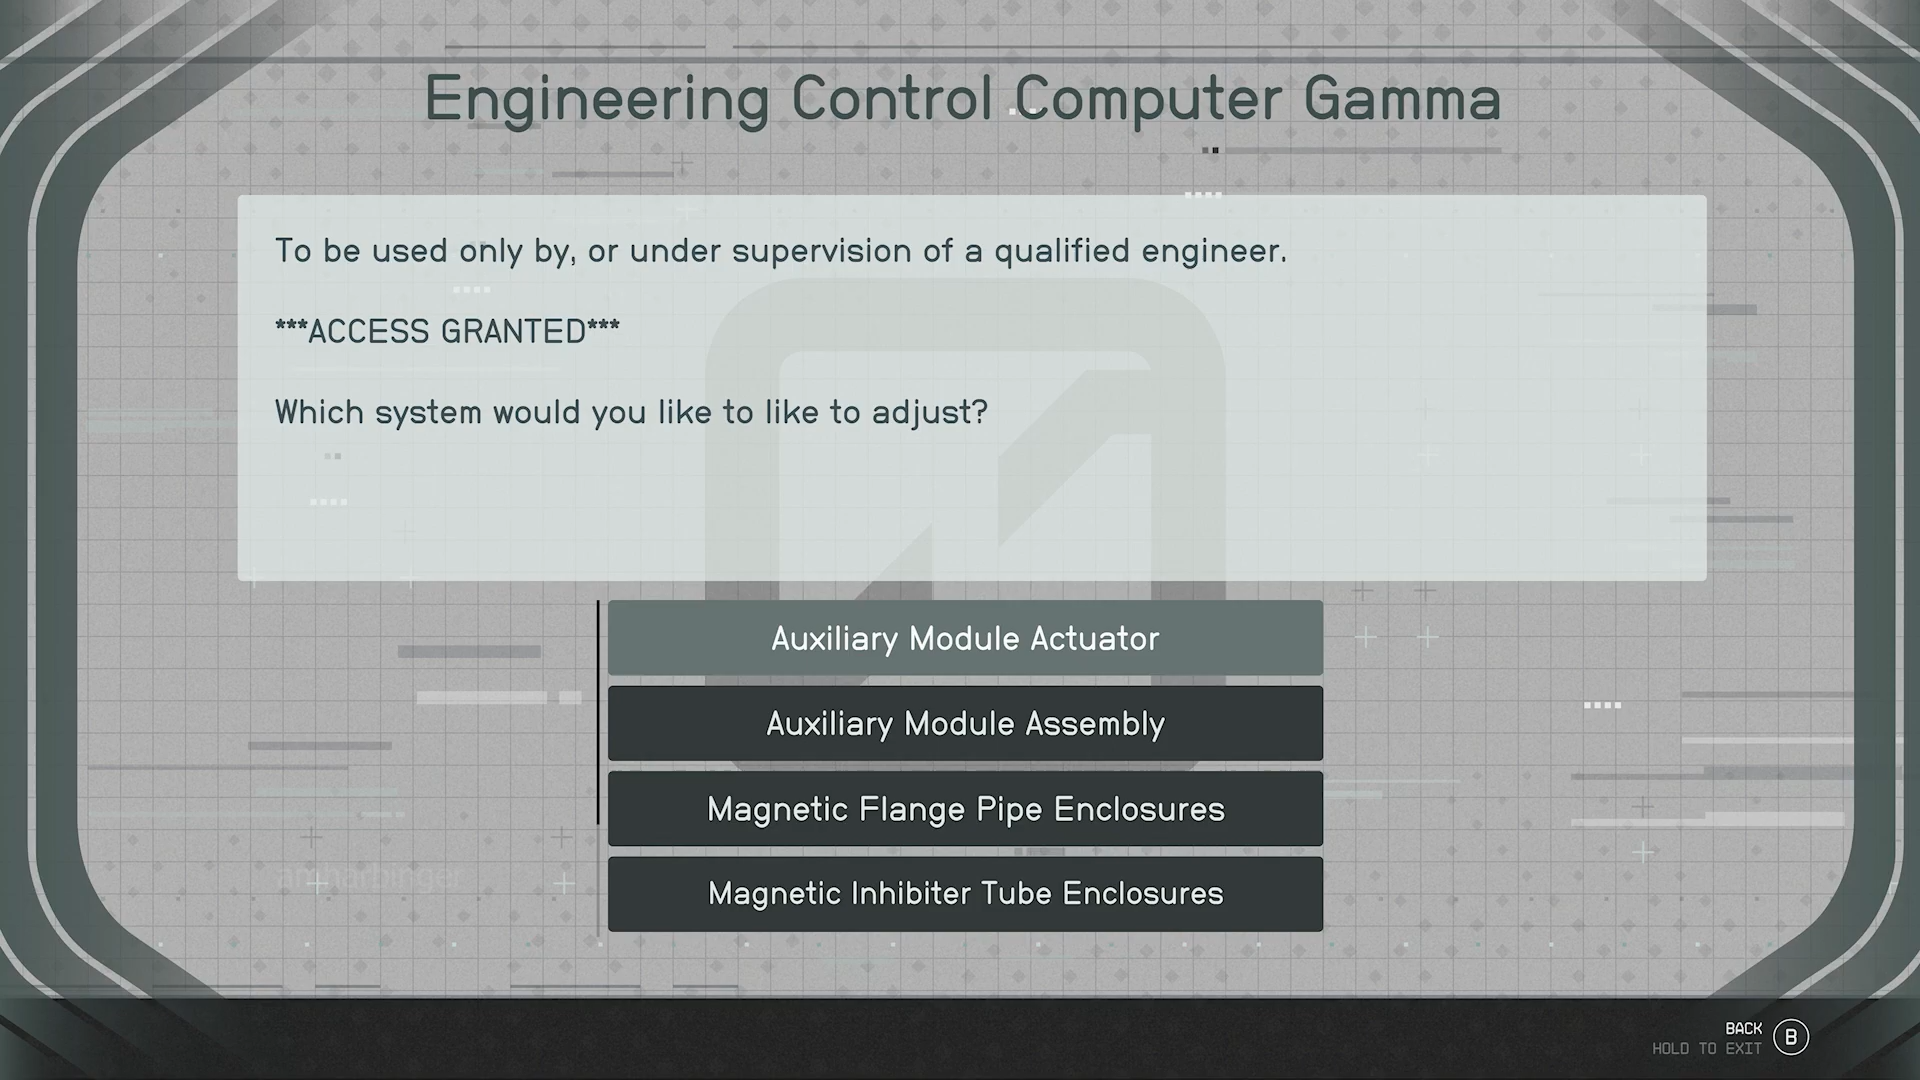 Engineering Control Computer Gamma
To be used only by, or under supervision of a qualified engineer.
***ACCESS GRANTED***
Which system would you like to like to adjust?
Auxiliary Module Actuator
Auxiliary Module Assembly
Magnetic Flange Pipe Enclosures
Magnetic Inhibiter Tube Enclosures
amharbinger
BACK
HOLD TO EXIT
B